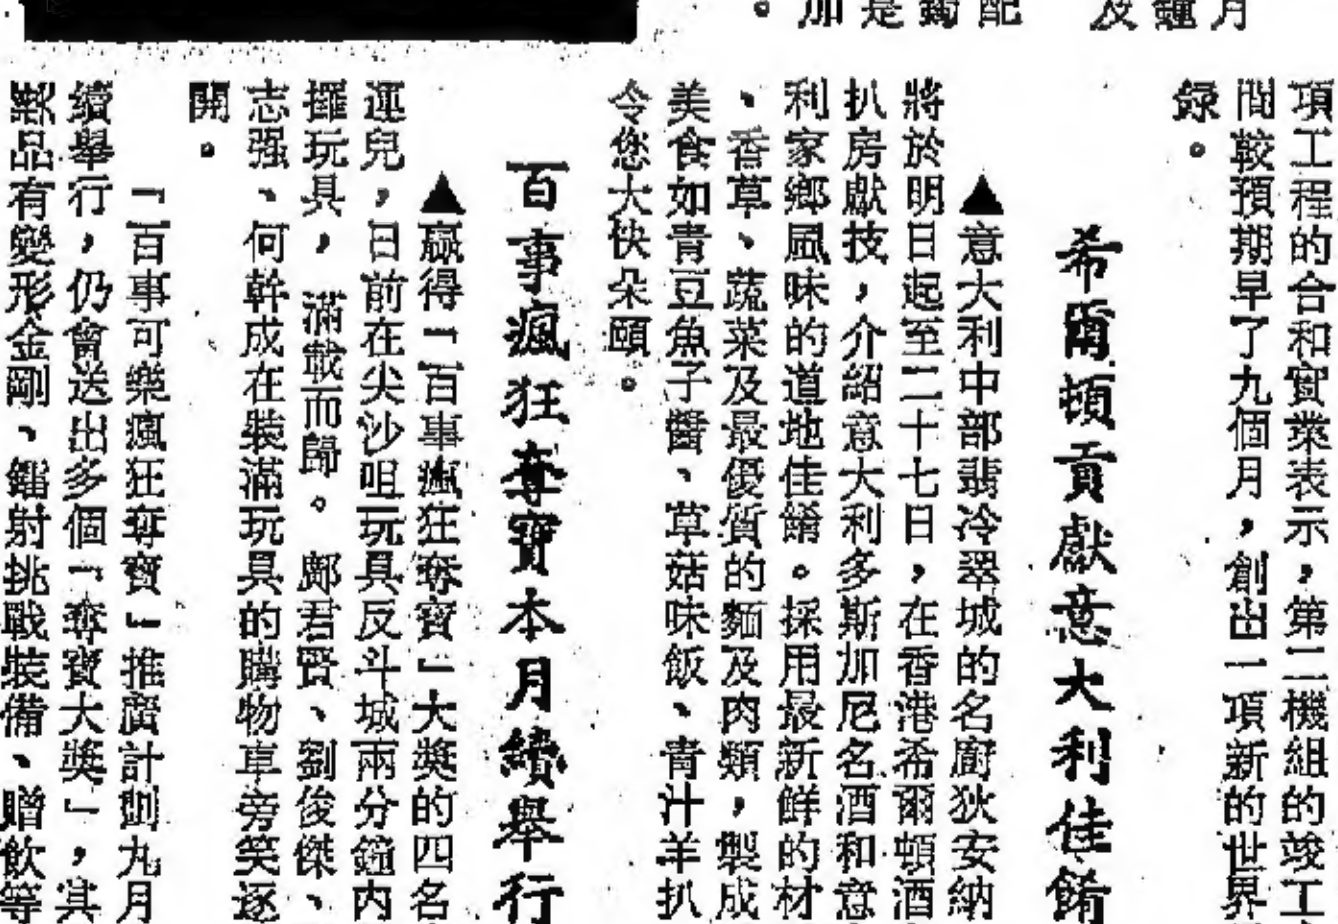 月
鐘
及
配
是
加。
項工程的合和實業表示，第二機組的竣工
間較預期早了九個月，創出一項新的世界
録。
希爾頓貢獻意大利佳餚
▲意大利中部翡冷翠城的名廚狄安納
將於明日起至二十七日，在香港希爾頓酒
扒房獻技，介紹意大利多斯加尼名酒和意
利家鄉風味的道地佳餚。採用最新鮮的材
、香草、蔬菜及最優質的麵及肉類，製成
美食如青豆魚子醬、草菇味飯、青汁羊扒
令您大快朵頤。
百事瘋狂奪寶本月續舉行
▲贏得「百事瘋狂奪寶」大獎的四名
運兒，日前在尖沙咀玩具反斗城兩分鐘内
攞玩具，滿載而歸。鄺君賢、劉俊傑、
志强、何幹成在裝滿玩具的購物車旁笑逐
開。
「百事可樂瘋狂奪寶」推廣計劃九月
續舉行，仍會送出多個「奪寶大獎」，其
獎品有變形金剛、鐳射挑戰裝備、贈飲等